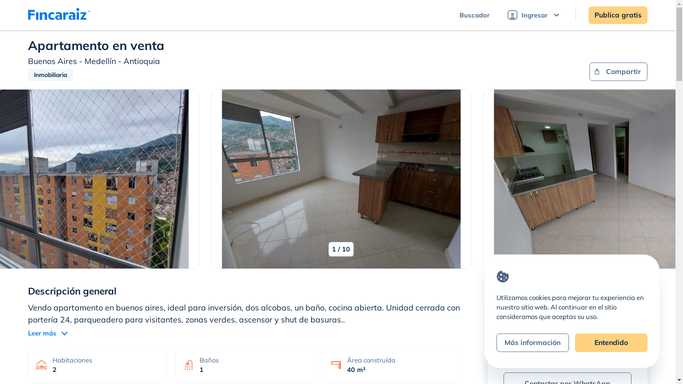 Fincaraiz
Buscador
Ingresar
Publica gratis
Apartamento en venta
Buenos Aires - Medellín - Antioquia
Inmobiliaria
Compartir
1 / 10
Descripción general
Vendo apartamento en buenos aires, ideal para inversión, dos alcobas, un baño, cocina abierta. Unidad cerrada con
portería 24, parqueadero para visitantes, zonas verdes, ascensor y shut de basuras..
Leer más
Habitaciones
2
Baños
1
Área construida
40 m²
Utilizamos cookies para mejorar tu experiencia en
nuestro sitio web. Al continuar en el sitio
consideramos que aceptas su uso.
Más información
Entendido
Contactar por WhatsApp